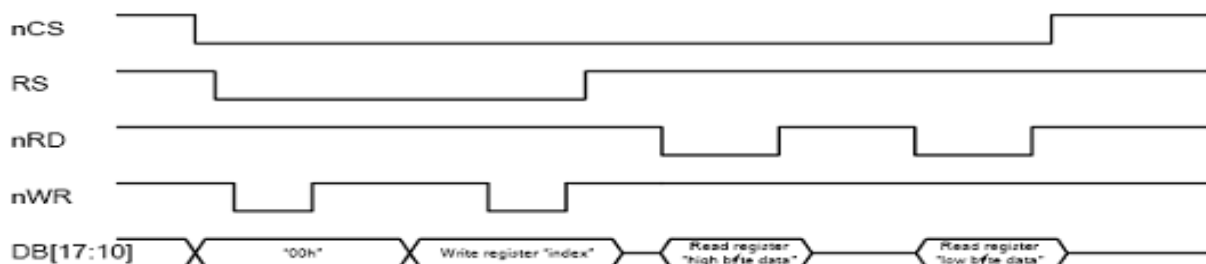 nCS
RS
nRD
nWR
DB[17:10]
"00h"
Write register "index"
Read register
"high byte data"
Read register
"low byte data"